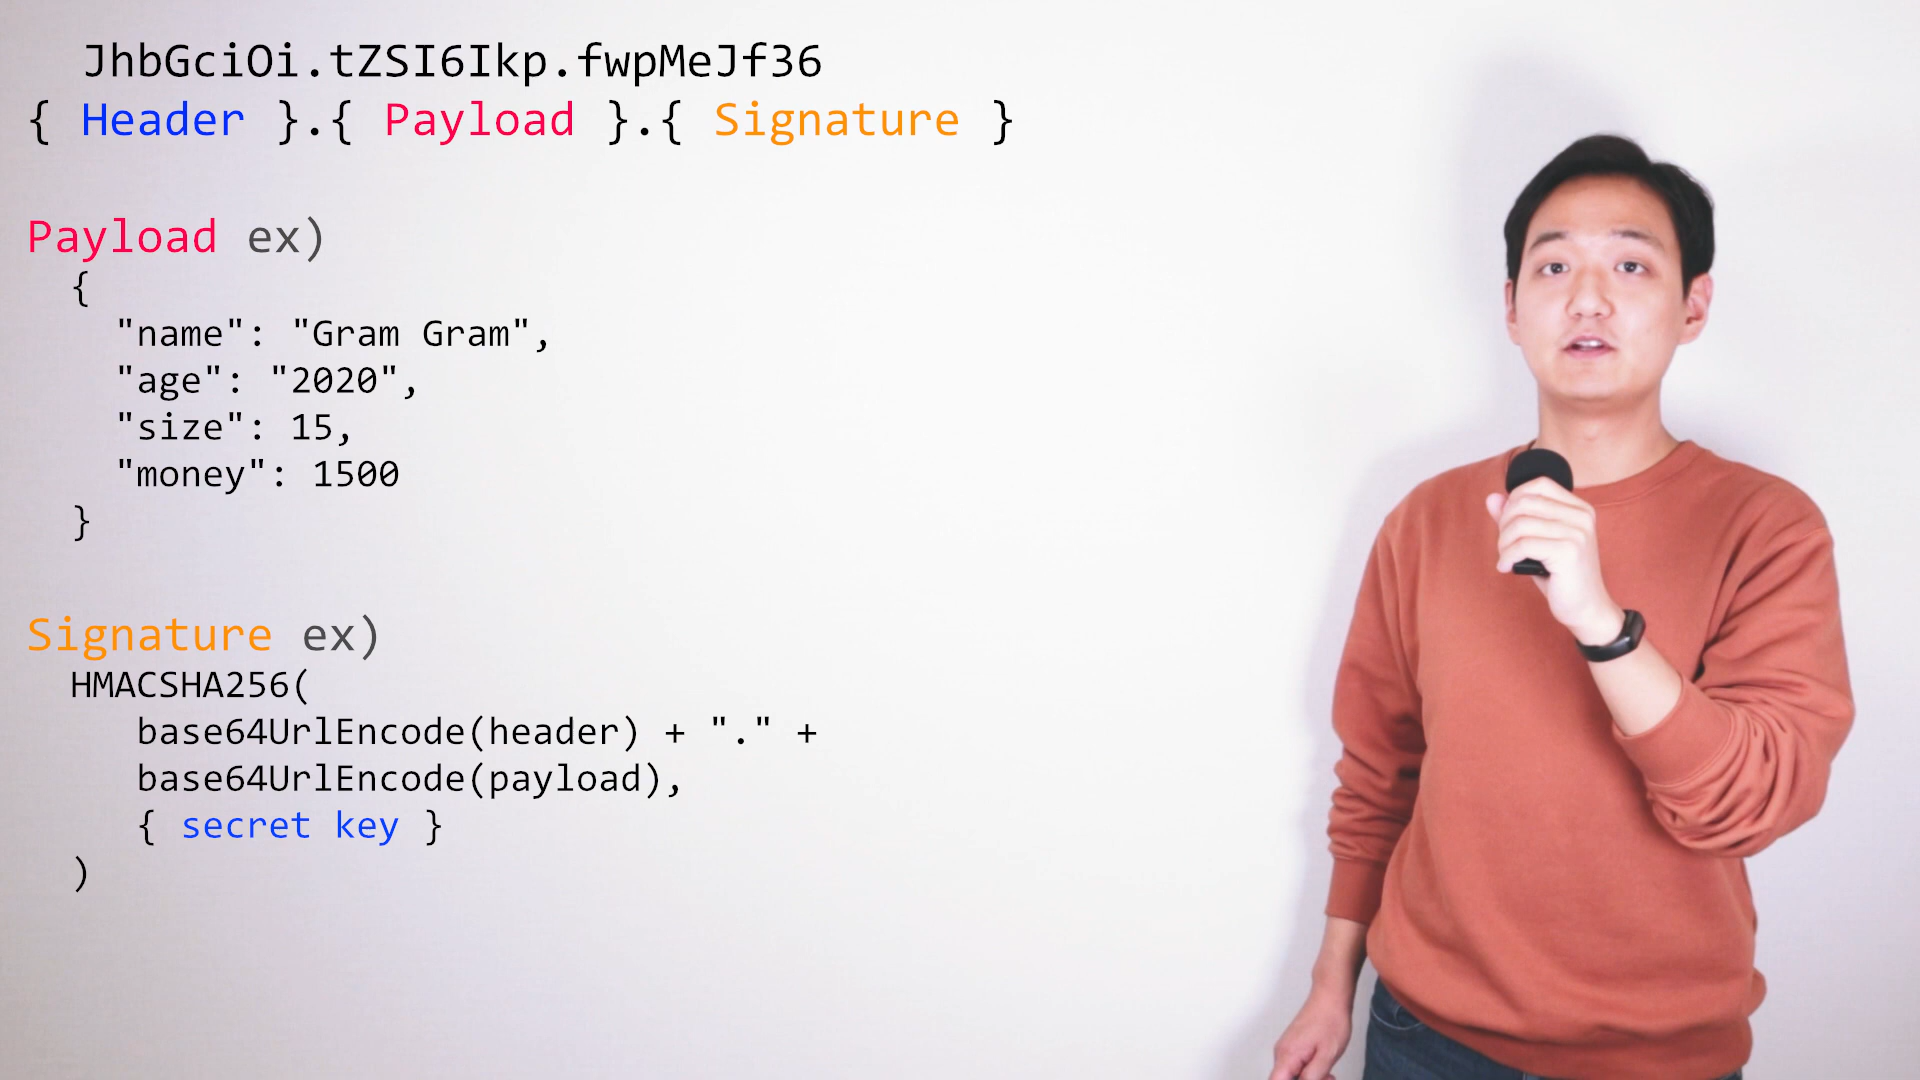 JhbGciOi.tZSI6Ikp.fwpMeJf36
{ Header }.{ Payload }.{ Signature }
Payload ex)
{
"name": "Gram Gram",
"age": "2020",
"size": 15,
"money": 1500
}
Signature ex)
HMACSHA256(
base64UrlEncode(header) + "." +
base64UrlEncode(payload),
{ secret key }
)